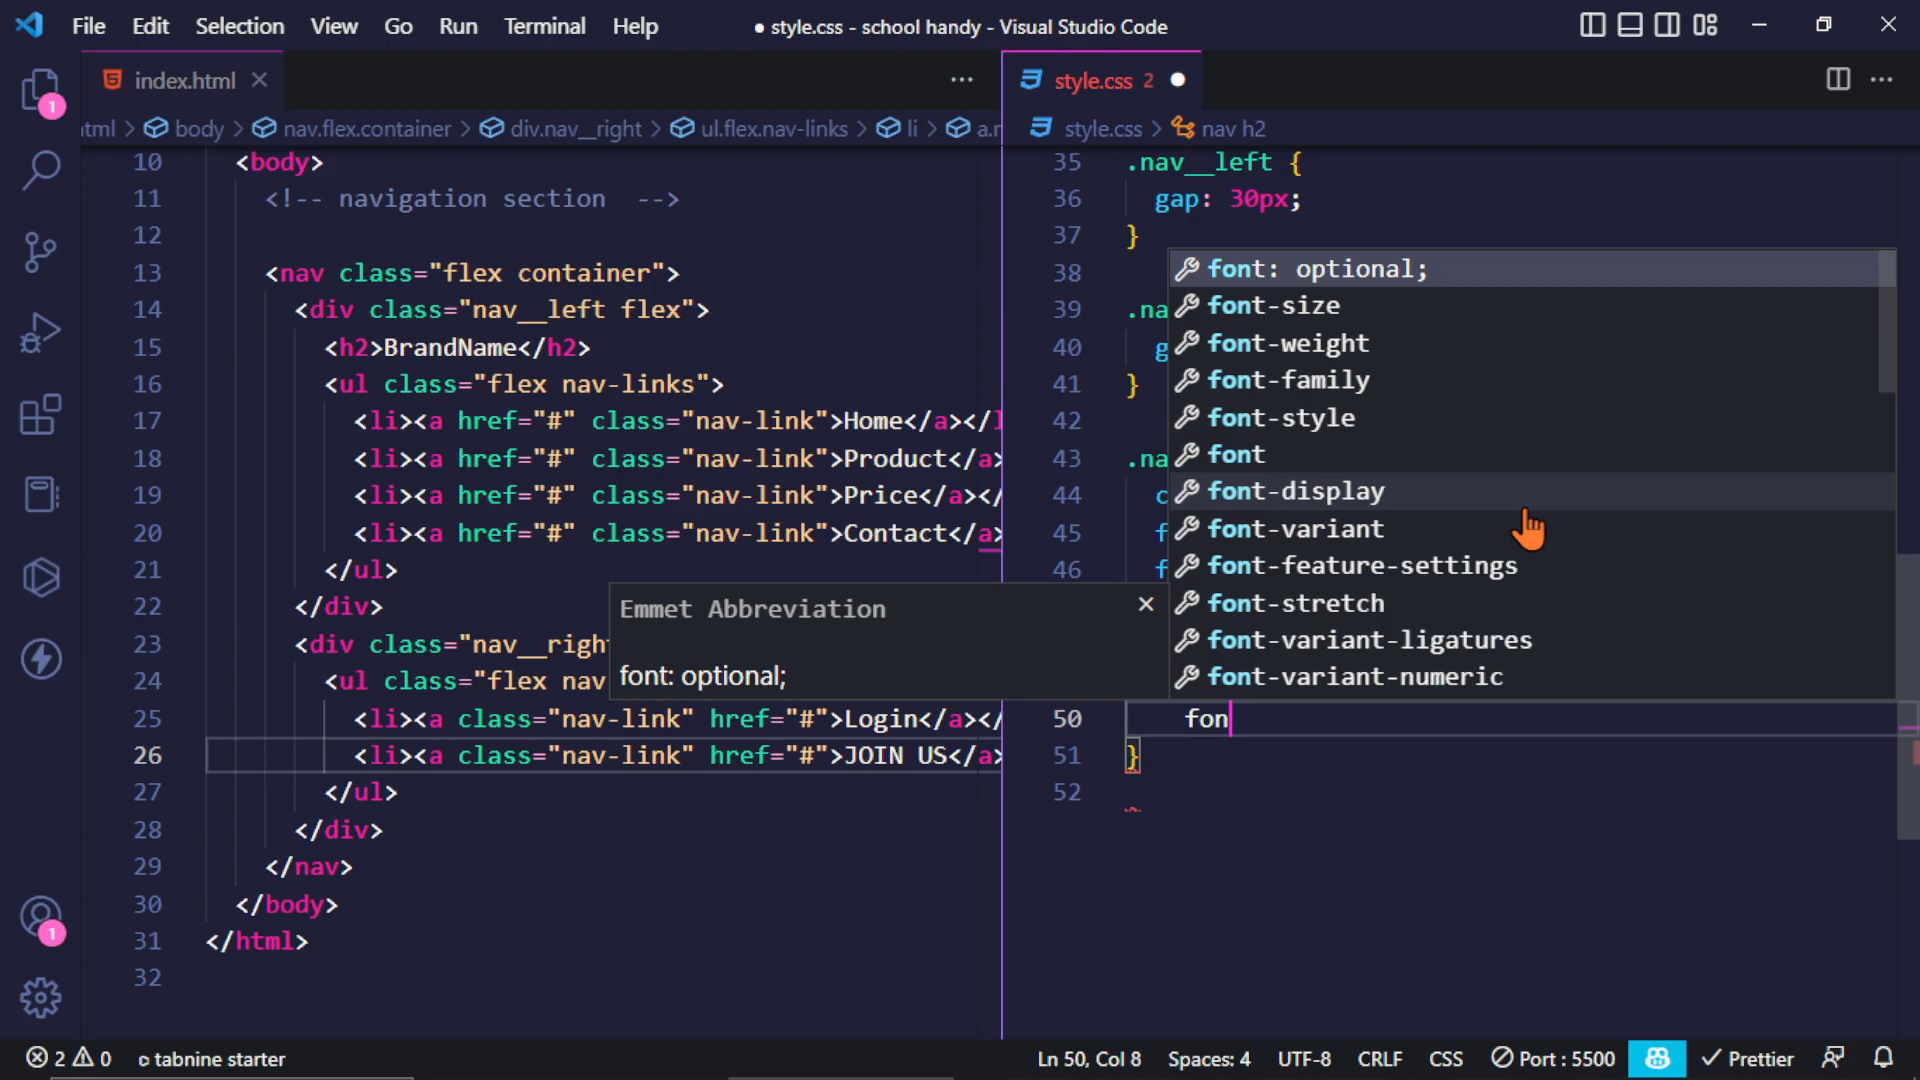 File Edit Selection View Go Run Terminal Help
● style.css - school handy - Visual Studio Code
index.html
style.css 2 ●
tml > body > nav.flex.container > div.nav__right > ul.flex.nav-links > li > a.n
style.css > nav h2
10 <body>
11 <!-- navigation section  -->
12
13 <nav class="flex container">
14 <div class="nav__left flex">
15 <h2>BrandName</h2>
16 <ul class="flex nav-links">
17 <li><a href="#" class="nav-link">Home</a></l
18 <li><a href="#" class="nav-link">Product</a>
19 <li><a href="#" class="nav-link">Price</a></
20 <li><a href="#" class="nav-link">Contact</a>
21 </ul>
22 </div>
23 <div class="nav__righ
24 <ul class="flex nav
25 <li><a class="nav-link" href="#">Login</a></
26 <li><a class="nav-link" href="#">JOIN US</a>
27 </ul>
28 </div>
29 </nav>
30 </body>
31 </html>
32
Emmet Abbreviation
font: optional;
35 .nav__left {
36 gap: 30px;
37 }
38
39 .na
40 g
41 }
42
43 .na
44 c
45 f
46 f
font: optional;
font-size
font-weight
font-family
font-style
font
font-display
font-variant
font-feature-settings
font-stretch
font-variant-ligatures
font-variant-numeric
50 fon
51 }
52
1
1
2 0 tabnine starter
Ln 50, Col 8 Spaces: 4 UTF-8 CRLF CSS Port : 5500 Prettier